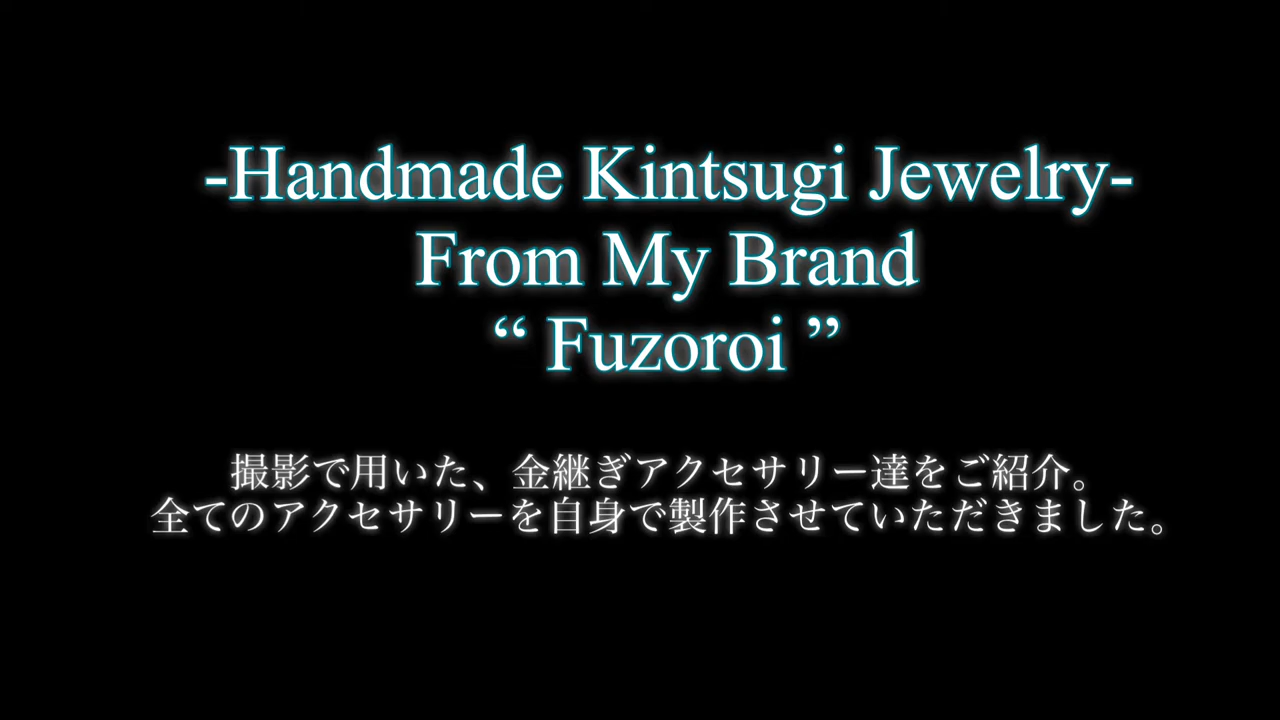 -Handmade Kintsugi Jewelry-
From My Brand
“ Fuzoroi ”
撮影で用いた、金継ぎアクセサリー達をご紹介。
全てのアクセサリーを自身で製作させていただきました。